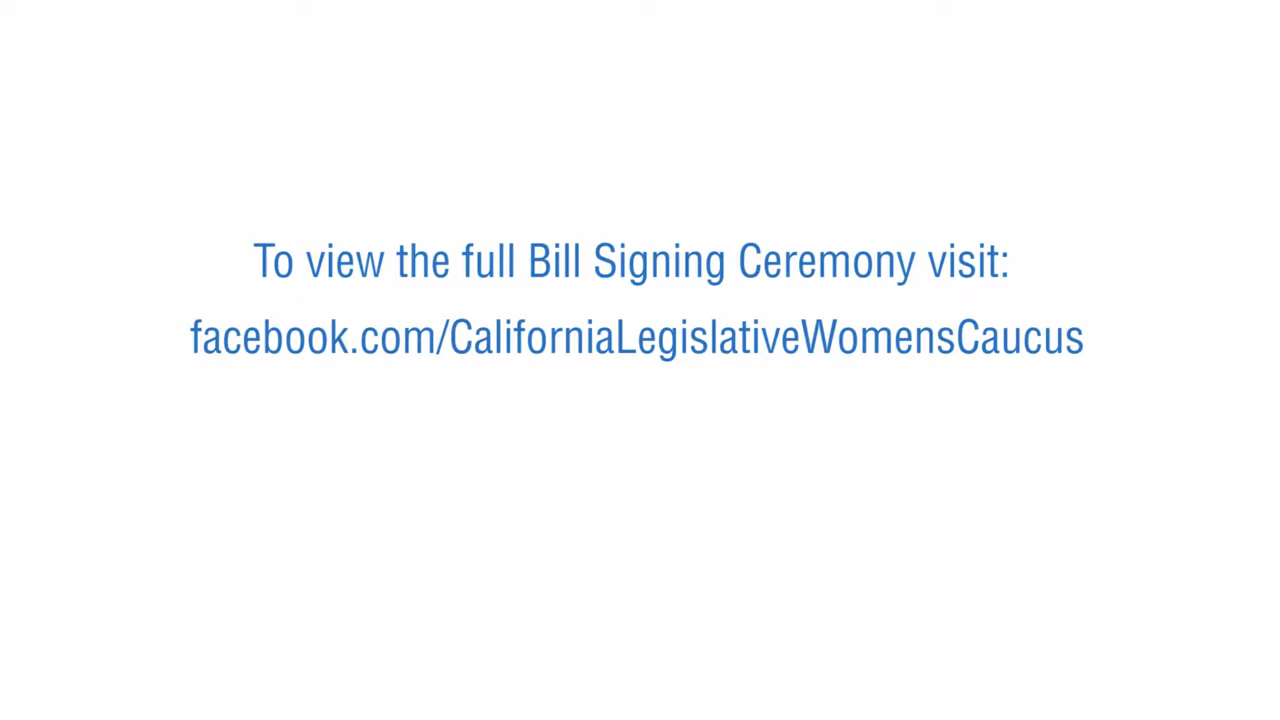 To view the full Bill Signing Ceremony visit:
facebook.com/CaliforniaLegislativeWomensCaucus